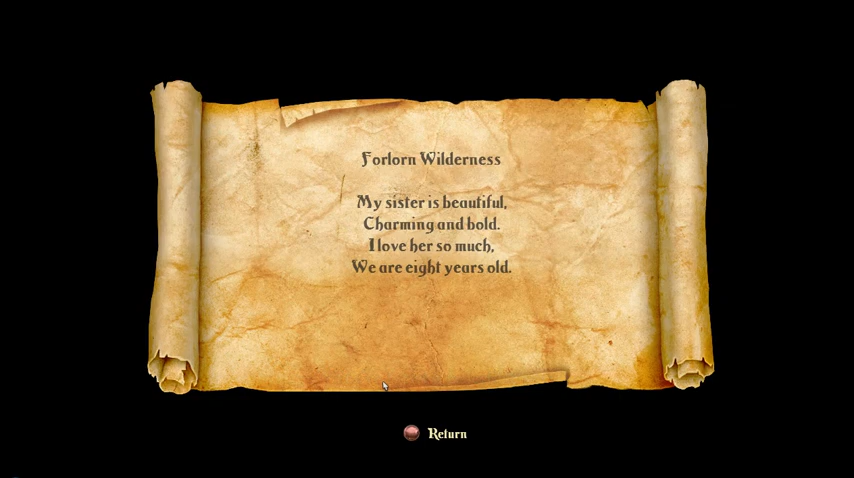 Forlorn Wilderness
My sister is beautiful,
Charming and bold.
I love her so much,
We are eight years old.
Return